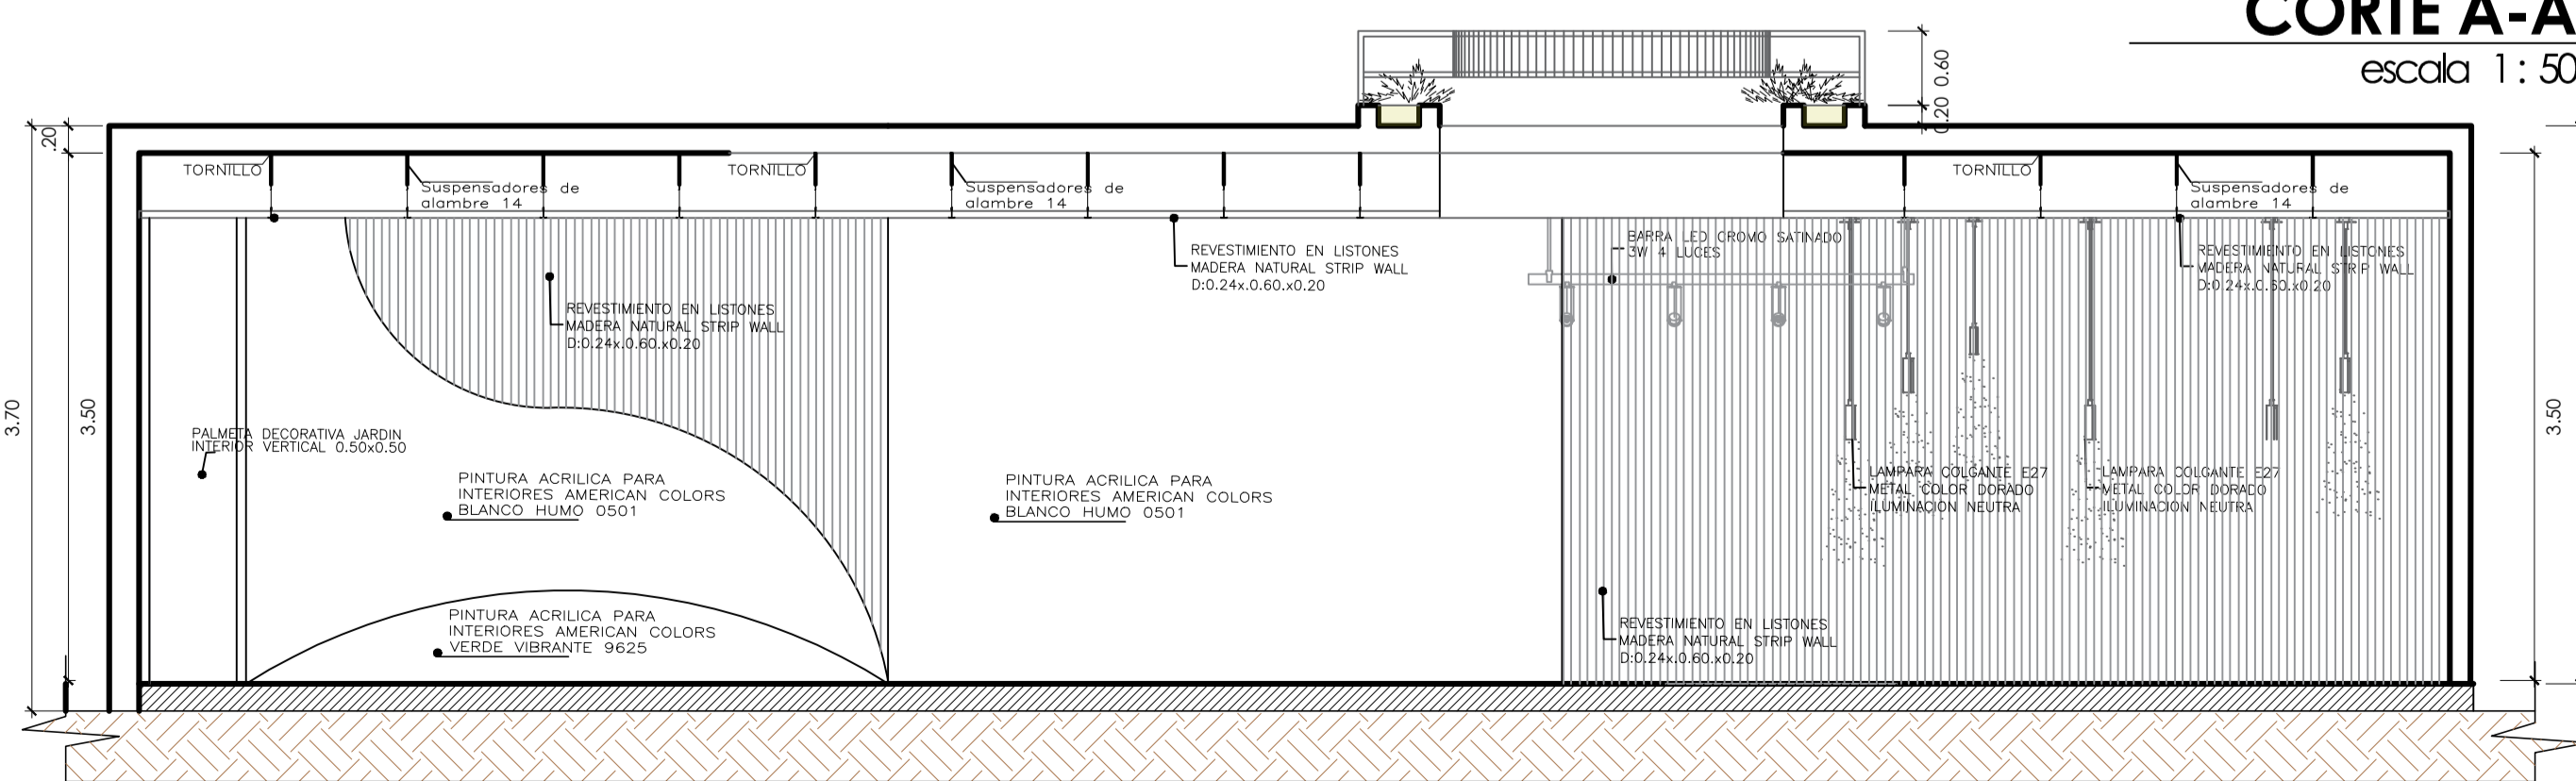 CORTE A-A
escala 1: 50
0.60
0.20
.20
3.70
3.50
3.50
TORNILLO
Suspensadores de
alambre 14
TORNILLO
Suspensadores de
alambre 14
TORNILLO
Suspensadores de
alambre 14
REVESTIMIENTO EN LISTONES
MADERA NATURAL STRIP WALL
D:0.24x.0.60.x0.20
REVESTIMIENTO EN LISTONES
MADERA NATURAL STRIP WALL
D:0.24x.0.60.x0.20
BARRA LED CROMO SATINADO
3W 4 LUCES
REVESTIMIENTO EN LISTONES
MADERA NATURAL STRIP WALL
D:0.24x.0.60.x0.20
PALMETA DECORATIVA JARDIN
INTERIOR VERTICAL 0.50x0.50
PINTURA ACRILICA PARA
INTERIORES AMERICAN COLORS
BLANCO HUMO 0501
PINTURA ACRILICA PARA
INTERIORES AMERICAN COLORS
BLANCO HUMO 0501
LAMPARA COLGANTE E27
METAL COLOR DORADO
ILUMINACION NEUTRA
LAMPARA COLGANTE E27
METAL COLOR DORADO
ILUMINACION NEUTRA
PINTURA ACRILICA PARA
INTERIORES AMERICAN COLORS
VERDE VIBRANTE 9625
REVESTIMIENTO EN LISTONES
MADERA NATURAL STRIP WALL
D:0.24x.0.60.x0.20